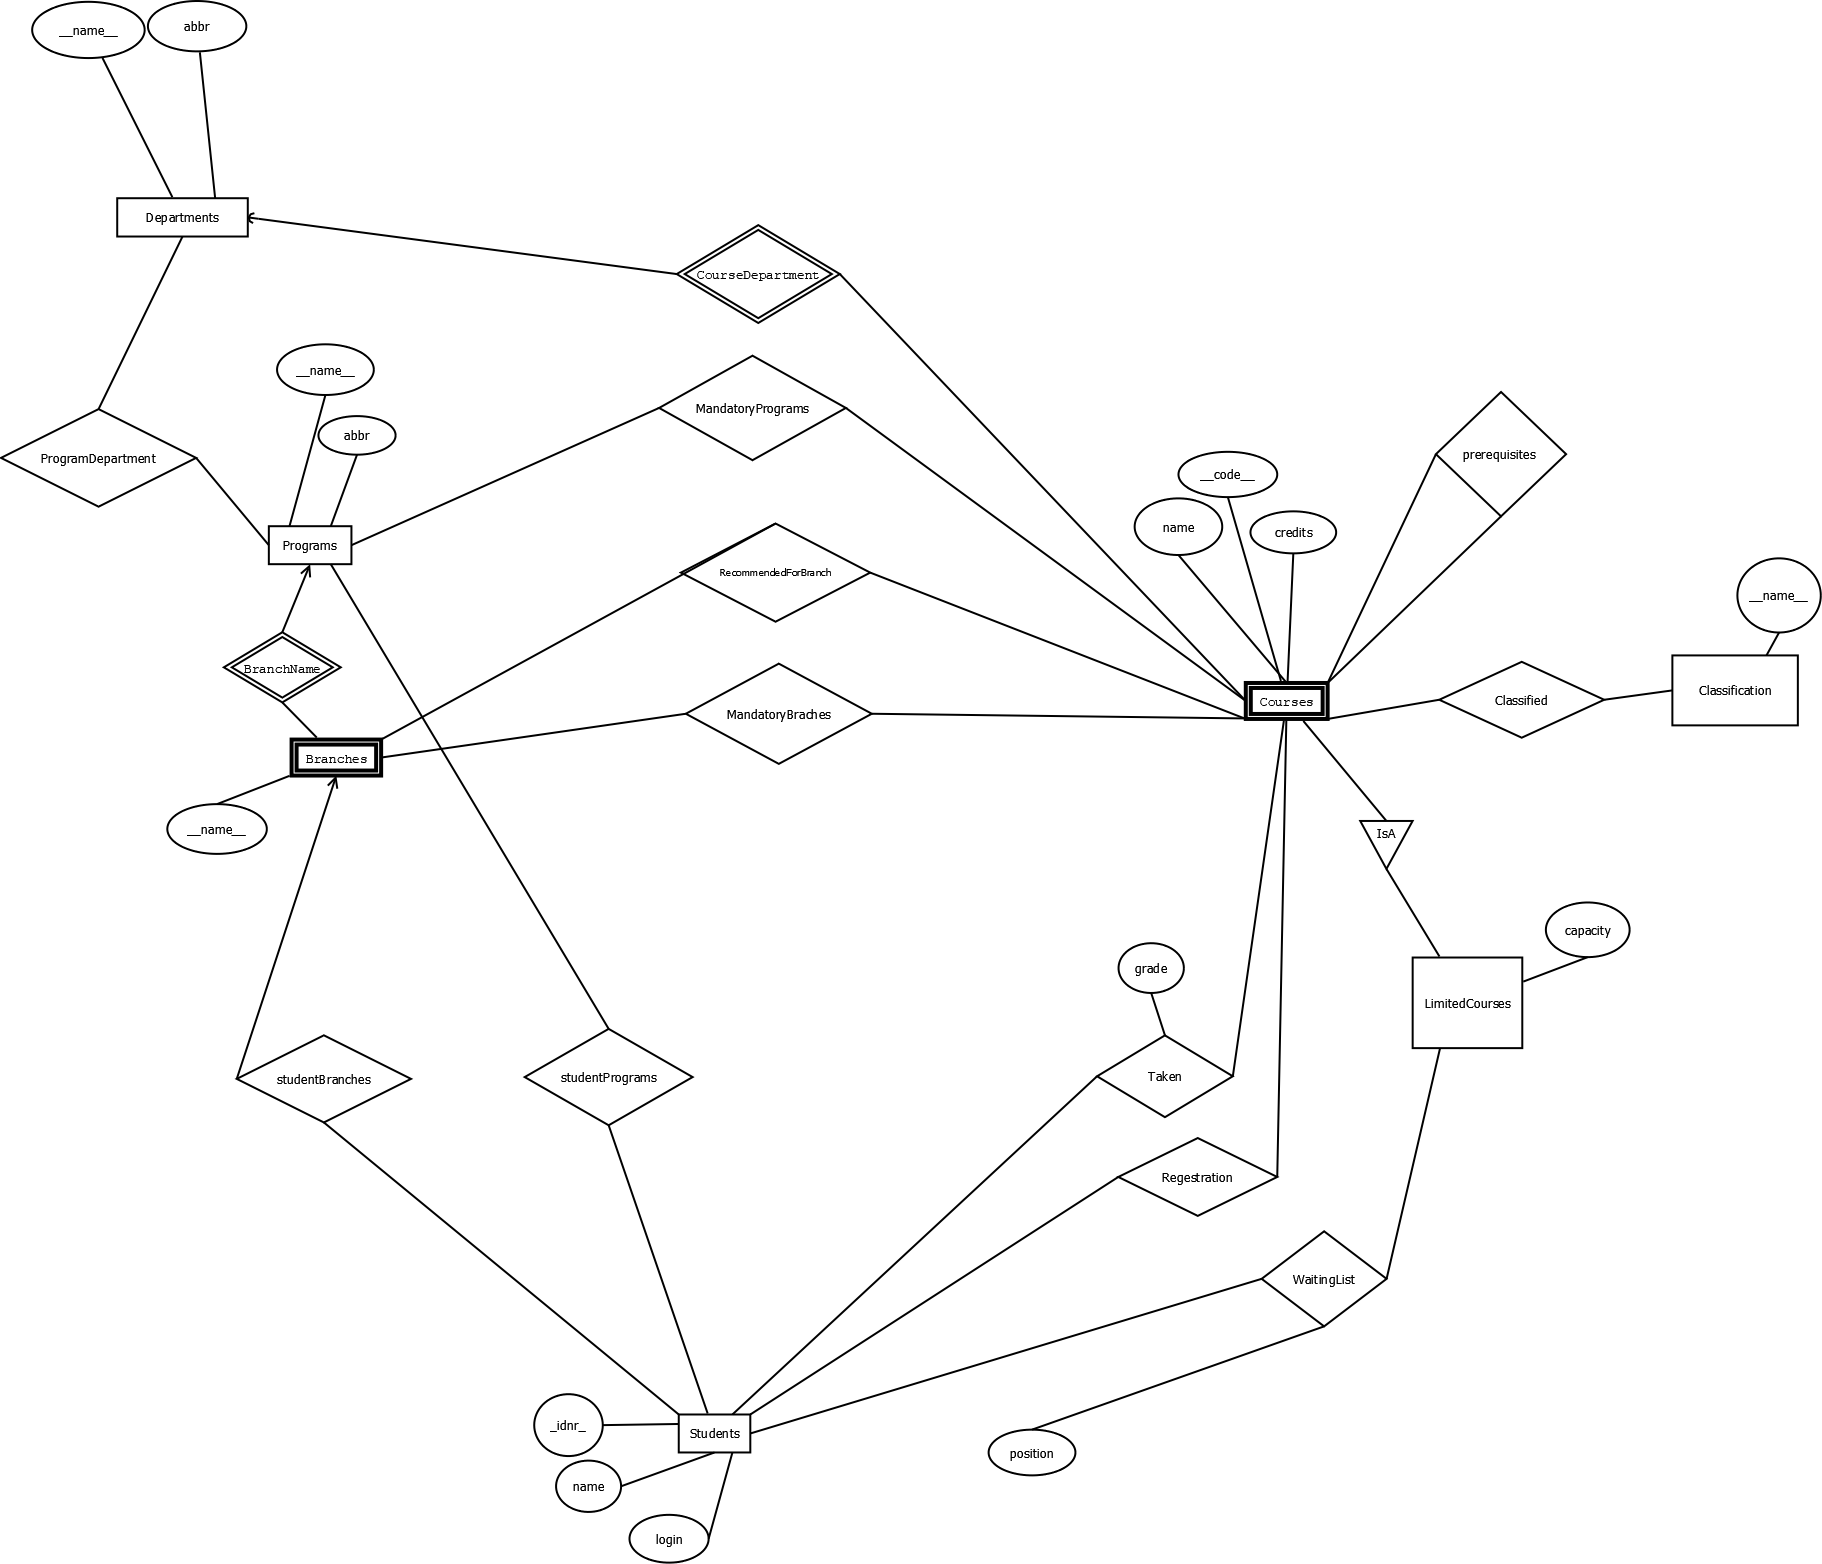 __name__
abbr
Departments
CourseDepartment
__name__
MandatoryPrograms
abbr
prerequisites
ProgramDepartment
__code__
name
credits
Programs
RecommendedForBranch
__name__
BranchName
Classification
Courses
Classified
MandatoryBraches
Branches
__name__
IsA
capacity
grade
LimitedCourses
studentBranches
studentPrograms
Taken
Regestration
WaitingList
_idnr_
Students
position
name
login